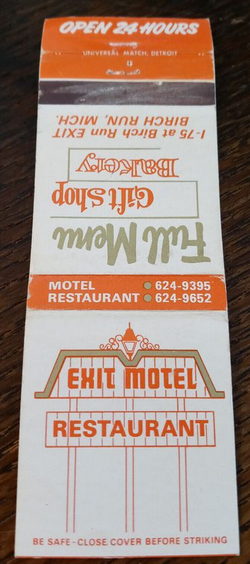 OPEN 24 HOURS
UNIVERSAL MATCH, DETROIT
I-75 at Birch Run EXIT
BIRCH RUN, MICH.
Bakery
Gift shop
Full Menu
MOTEL 624-9395
RESTAURANT 624-9652
EXIT MOTEL
RESTAURANT
BE SAFE - CLOSE COVER BEFORE STRIKING